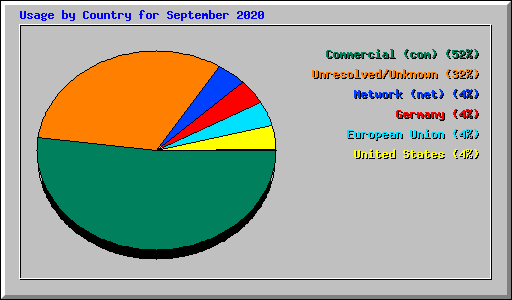 Usage by Country for September 2020
Commercial (com) (52%)
Unresolved/Unknown (32%)
Network (net) (4%)
Germany (4%)
European Union (4%)
United States (4%)